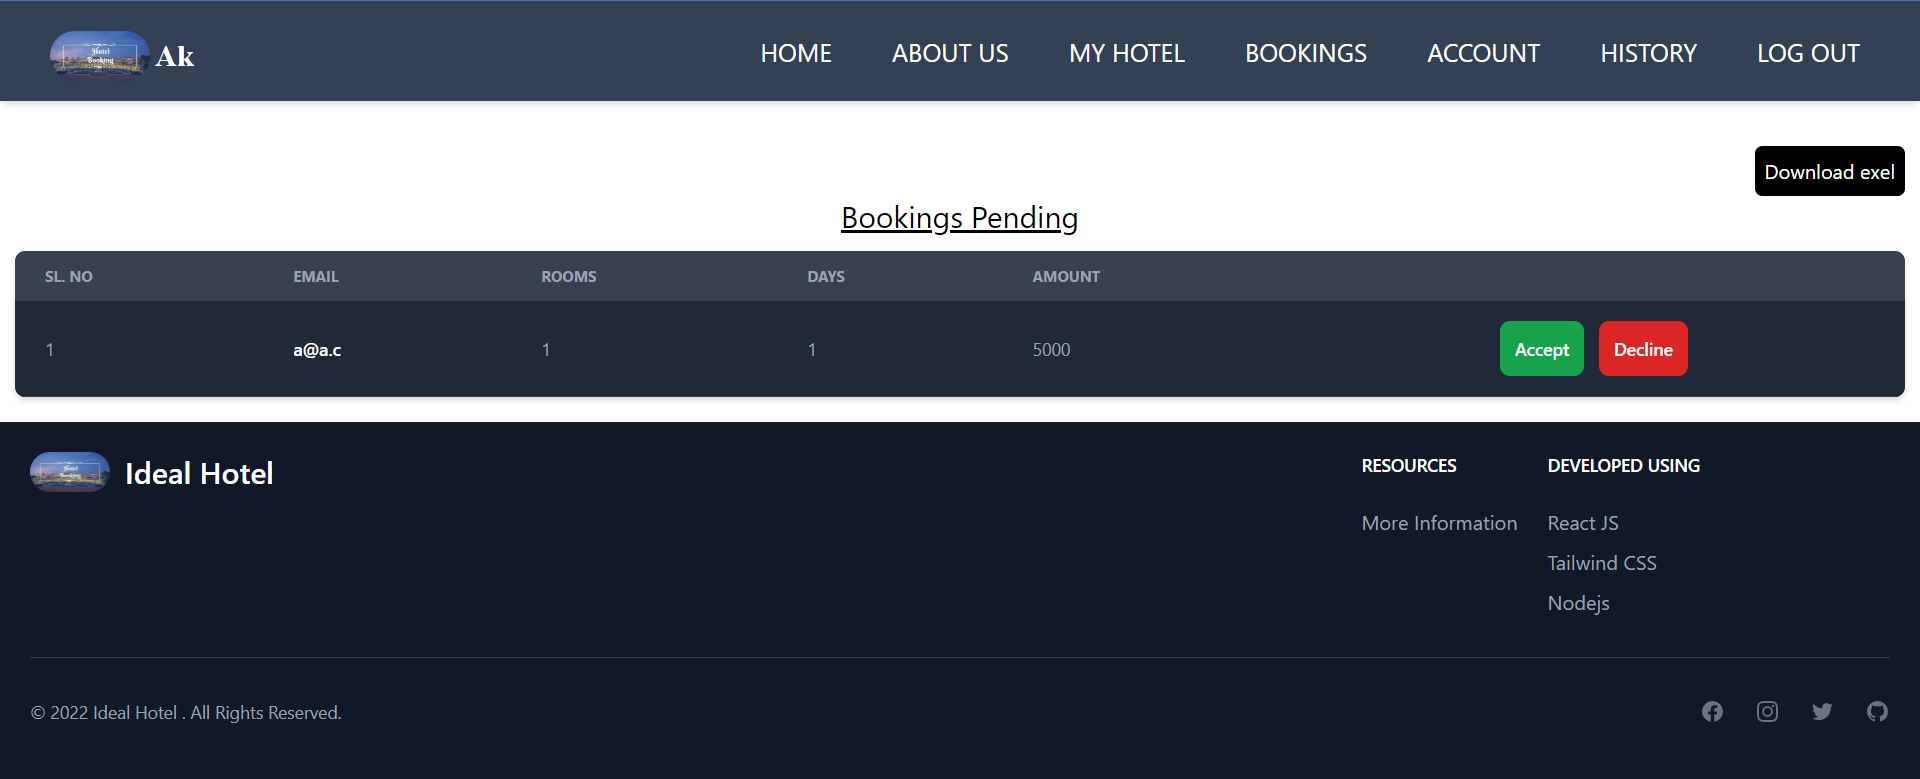 Hotel
Booking
Ak
HOME ABOUT US MY HOTEL BOOKINGS ACCOUNT HISTORY LOG OUT
Download exel
Bookings Pending
SL. NO EMAIL ROOMS DAYS AMOUNT
1 a@a.c 1 1 5000 Accept Decline
Hotel
Booking
Ideal Hotel
RESOURCES
More Information
DEVELOPED USING
React JS
Tailwind CSS
Nodejs
© 2022 Ideal Hotel . All Rights Reserved.